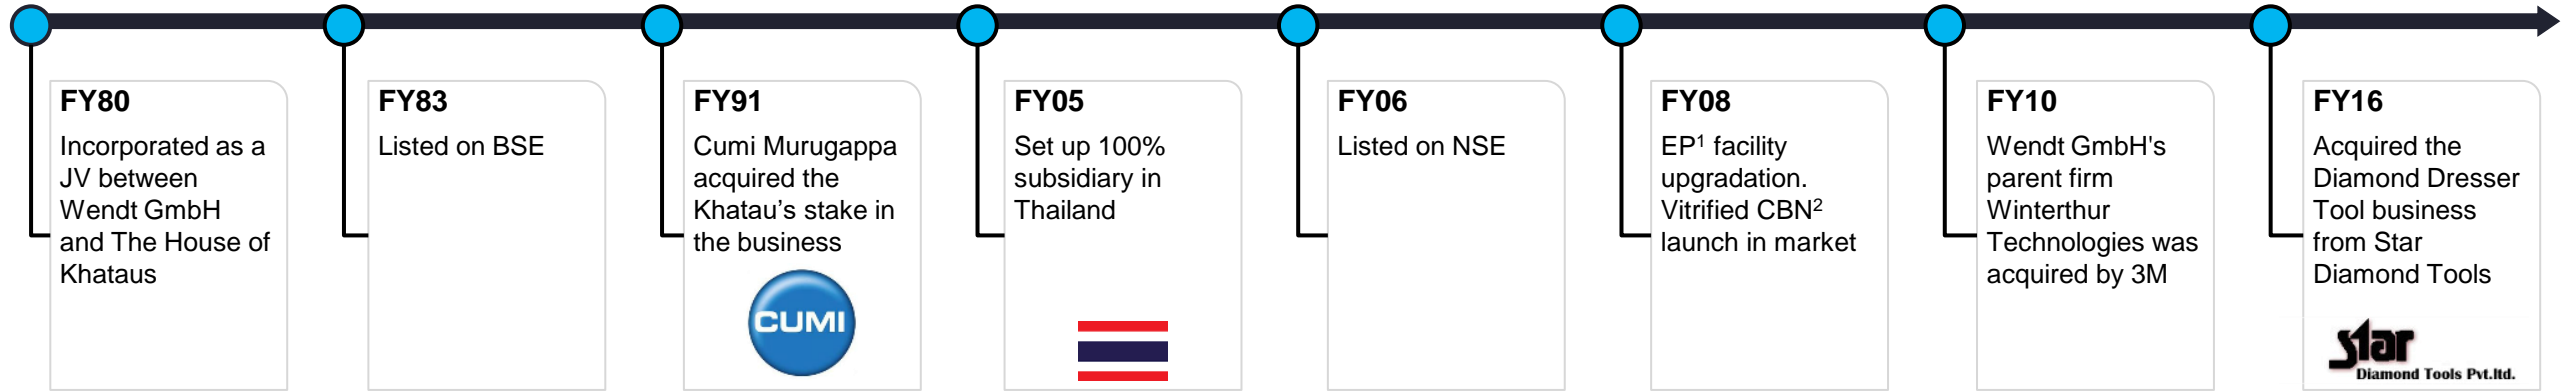 FY80
Incorporated as a
JV between
Wendt GmbH
and The House of
Khataus
FY83
Listed on BSE
FY91
Cumi Murugappa
acquired the
Khatau’s stake in
the business
CUMI
FY05
Set up 100%
subsidiary in
Thailand
FY06
Listed on NSE
FY08
EP¹ facility
upgradation.
Vitrified CBN²
launch in market
FY10
Wendt GmbH's
parent firm
Winterthur
Technologies was
acquired by 3M
FY16
Acquired the
Diamond Dresser
Tool business
from Star
Diamond Tools
Star
Diamond Tools Pvt.ltd.